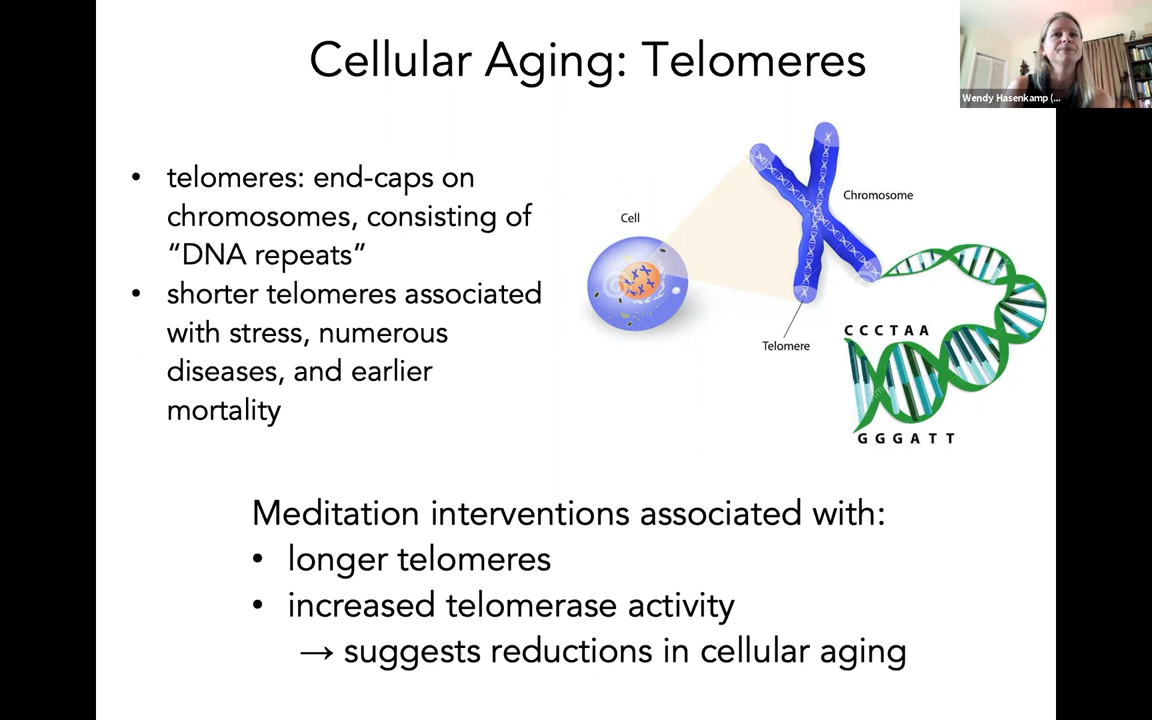 Cellular Aging: Telomeres
Wendy Hasenkamp (...
• telomeres: end-caps on
chromosomes, consisting of
“DNA repeats”
• shorter telomeres associated
with stress, numerous
diseases, and earlier
mortality
Cell
Chromosome
Telomere
C C C T A A
G G G A T T
Meditation interventions associated with:
• longer telomeres
• increased telomerase activity
→ suggests reductions in cellular aging